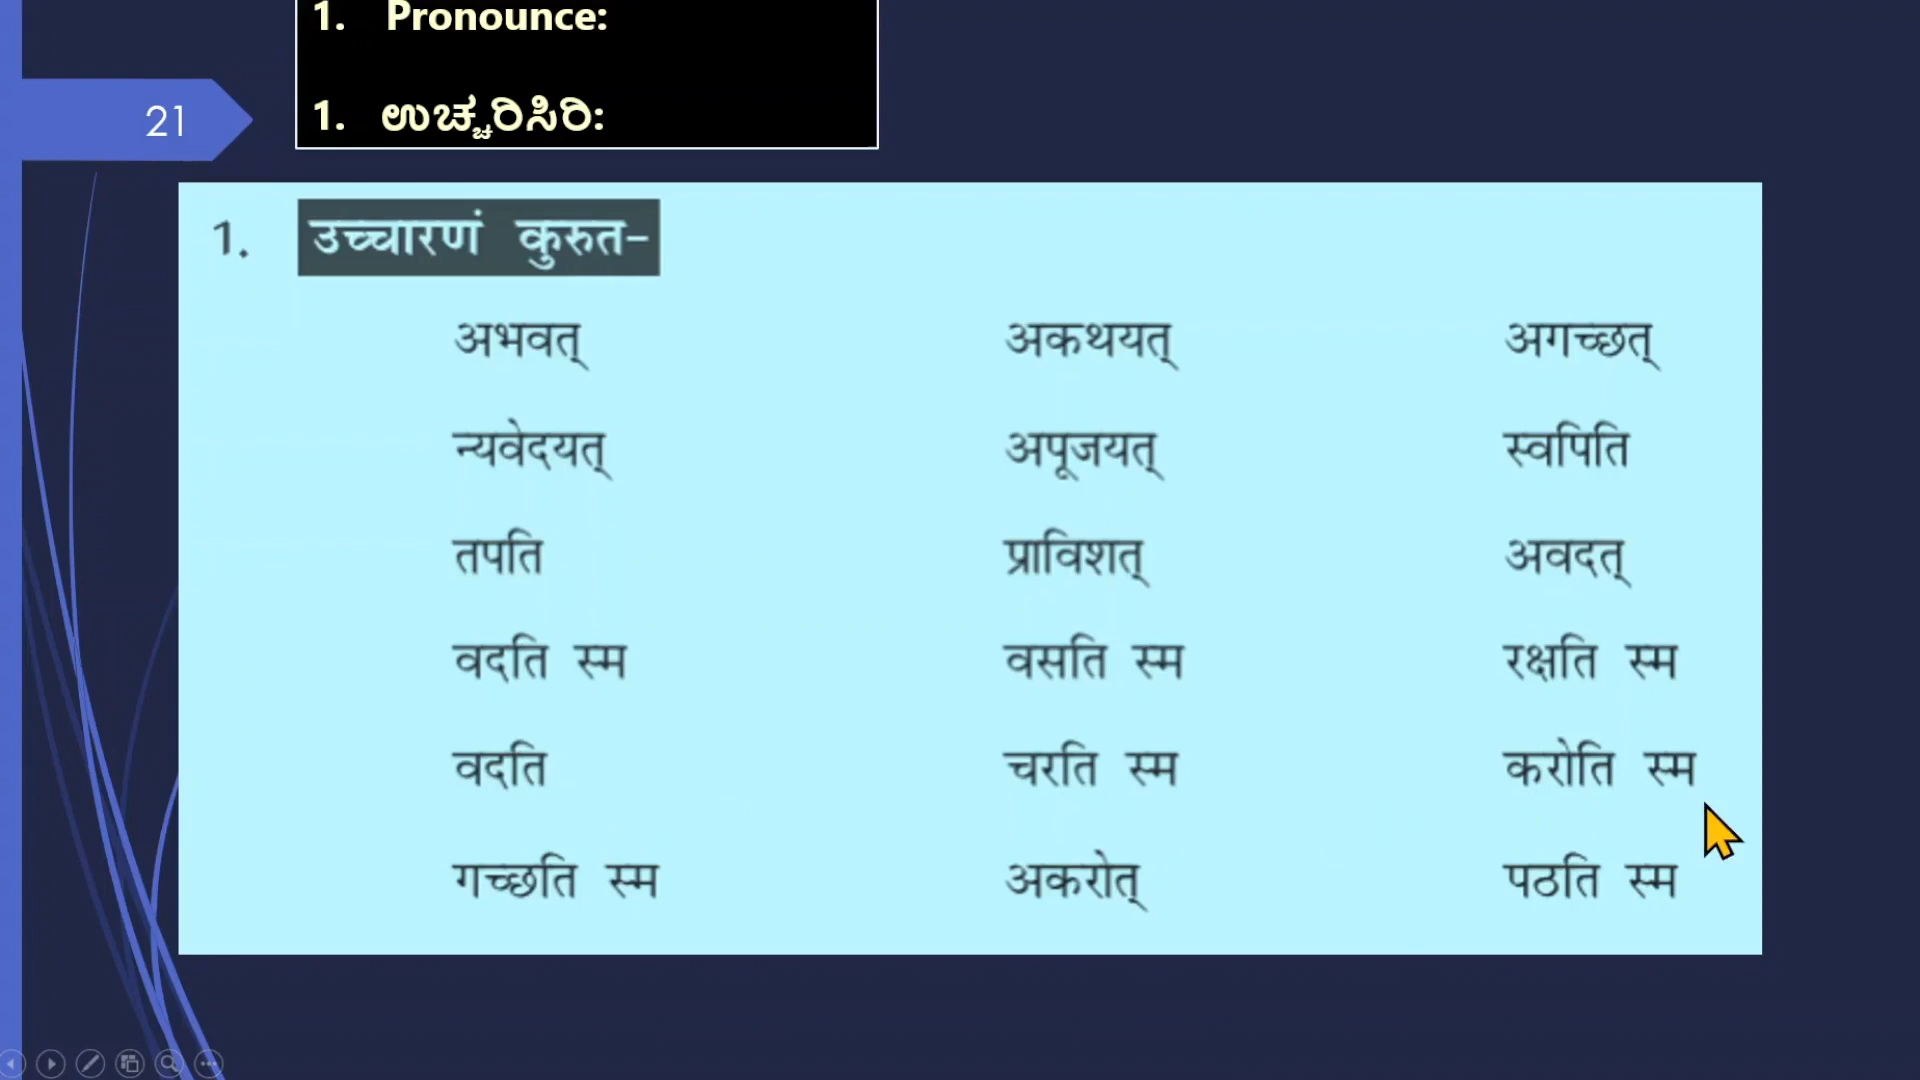 1. Pronounce:
1. ಉಚ್ಚರಿಸಿರಿ:
21
1. उच्चारणं कुरुत-
अभवत् अकथयत् अगच्छत्
न्यवेदयत् अपूजयत् स्वपिति
तपति प्राविशत् अवदत्
वदति स्म वसति स्म रक्षति स्म
वदति चरति स्म करोति स्म
गच्छति स्म अकरोत् पठति स्म